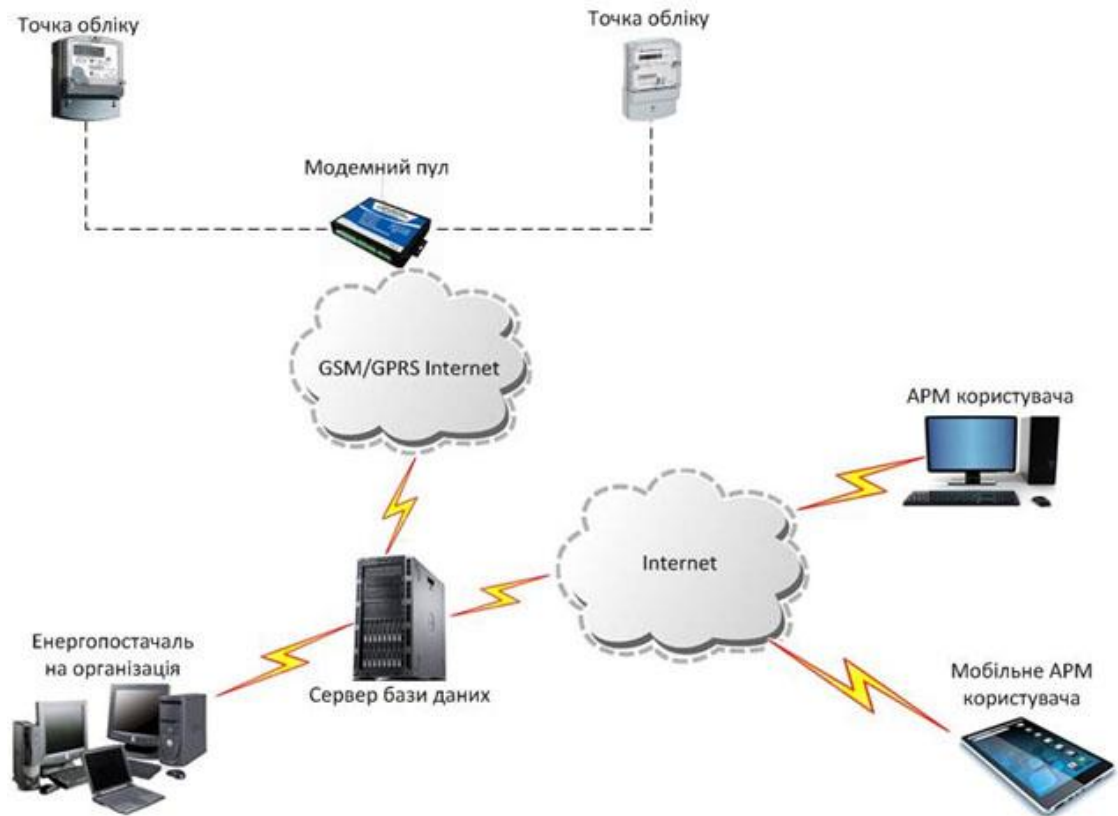 Точка обліку
Точка обліку
Модемний пул
GSM/GPRS Internet
АРМ користувача
Internet
Енергопостачаль
на організація
Сервер бази даних
Мобільне АРМ
користувача